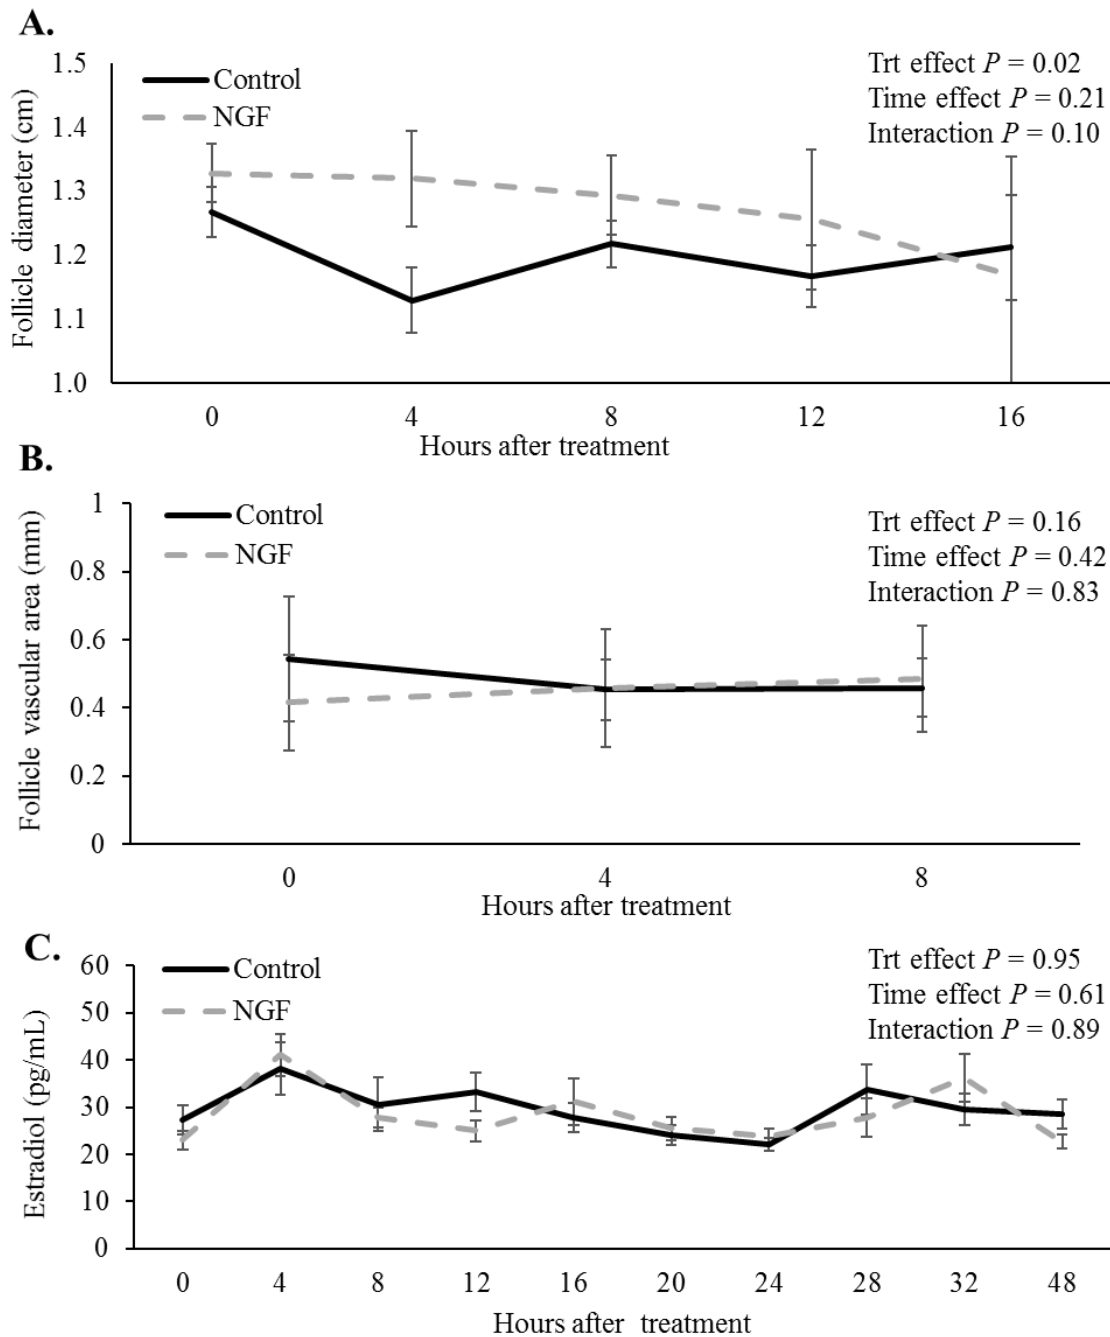 A.
Control
NGF
Trt effect P = 0.02
Time effect P = 0.21
Interaction P = 0.10
Follicle diameter (cm)
1.5
1.4
1.3
1.2
1.1
1.0
0 4 8 12 16
Hours after treatment
B.
Control
NGF
Trt effect P = 0.16
Time effect P = 0.42
Interaction P = 0.83
Follicle vascular area (mm)
1
0.8
0.6
0.4
0.2
0
0 4 8
Hours after treatment
C.
Control
NGF
Trt effect P = 0.95
Time effect P = 0.61
Interaction P = 0.89
Estradiol (pg/mL)
60
50
40
30
20
10
0
0 4 8 12 16 20 24 28 32 48
Hours after treatment